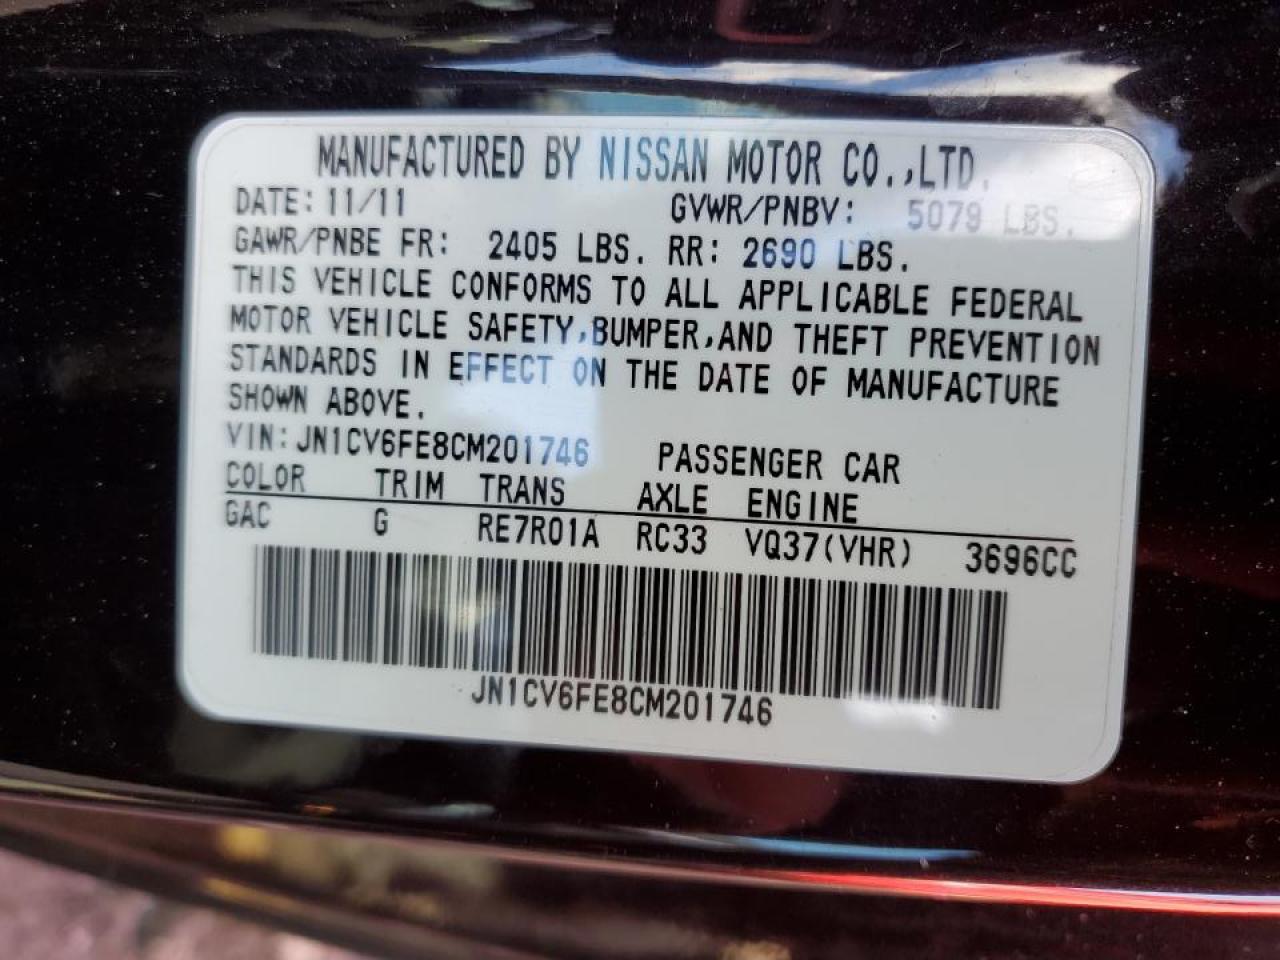 MANUFACTURED BY NISSAN MOTOR CO.,LTD.
DATE: 11/11 GVWR/PNBV: 5079 LBS.
GAWR/PNBE FR: 2405 LBS. RR: 2690 LBS.
THIS VEHICLE CONFORMS TO ALL APPLICABLE FEDERAL
MOTOR VEHICLE SAFETY,BUMPER,AND THEFT PREVENTION
STANDARDS IN EFFECT ON THE DATE OF MANUFACTURE
SHOWN ABOVE.
VIN: JN1CV6FE8CM201746 PASSENGER CAR
COLOR TRIM TRANS AXLE ENGINE
GAC G RE7R01A RC33 VQ37(VHR) 3696CC
JN1CV6FE8CM201746